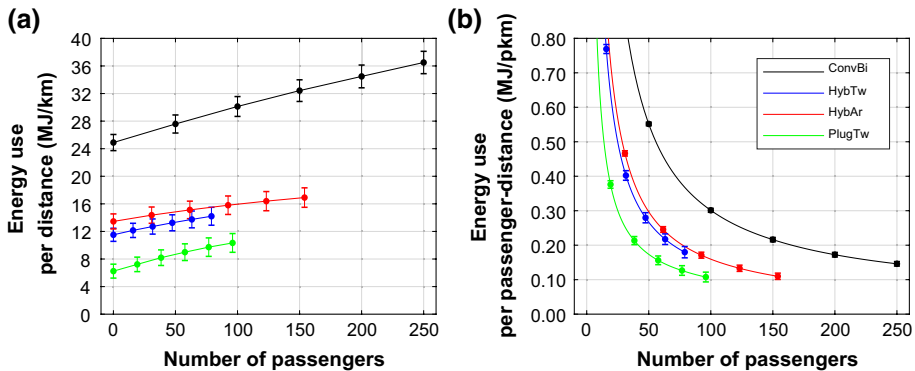 (a)
Energy use
per distance (MJ/km)
40
36
32
28
24
20
16
12
8
4
0
0 50 100 150 200 250
Number of passengers
(b)
Energy use
per passenger-distance (MJ/pkm)
0.80
0.70
0.60
0.50
0.40
0.30
0.20
0.10
0.00
0 50 100 150 200 250
Number of passengers
ConvBi
HybTw
HybAr
PlugTw